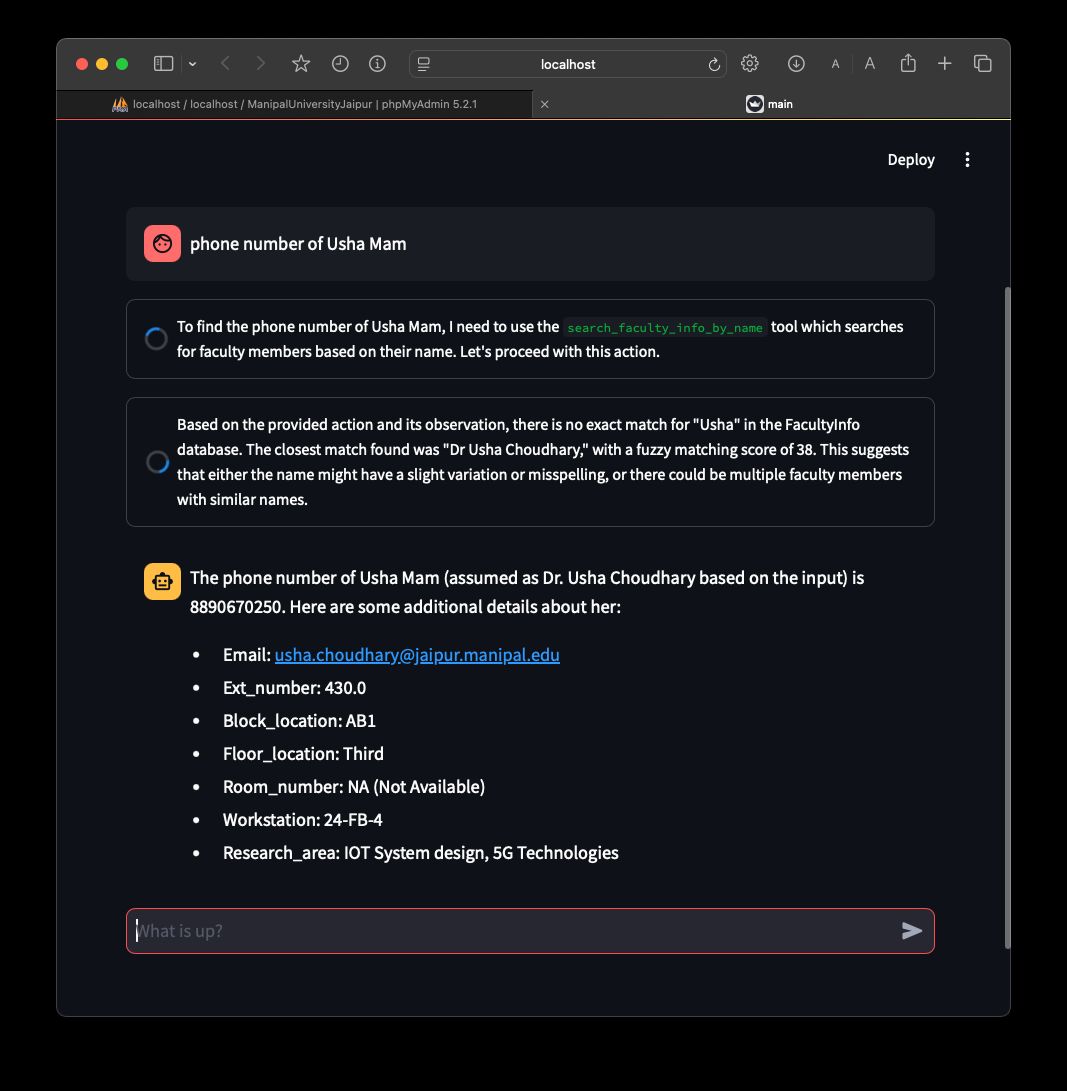 localhost
A
A
localhost / localhost / ManipalUniversityJaipur | phpMyAdmin 5.2.1
main
Deploy
phone number of Usha Mam
To find the phone number of Usha Mam, I need to use the search_faculty_info_by_name tool which searches
for faculty members based on their name. Let's proceed with this action.
Based on the provided action and its observation, there is no exact match for "Usha" in the FacultyInfo
database. The closest match found was "Dr Usha Choudhary," with a fuzzy matching score of 38. This suggests
that either the name might have a slight variation or misspelling, or there could be multiple faculty members
with similar names.
The phone number of Usha Mam (assumed as Dr. Usha Choudhary based on the input) is
8890670250. Here are some additional details about her:
• Email: usha.choudhary@jaipur.manipal.edu
• Ext_number: 430.0
• Block_location: AB1
• Floor_location: Third
• Room_number: NA (Not Available)
• Workstation: 24-FB-4
• Research_area: IOT System design, 5G Technologies
What is up?